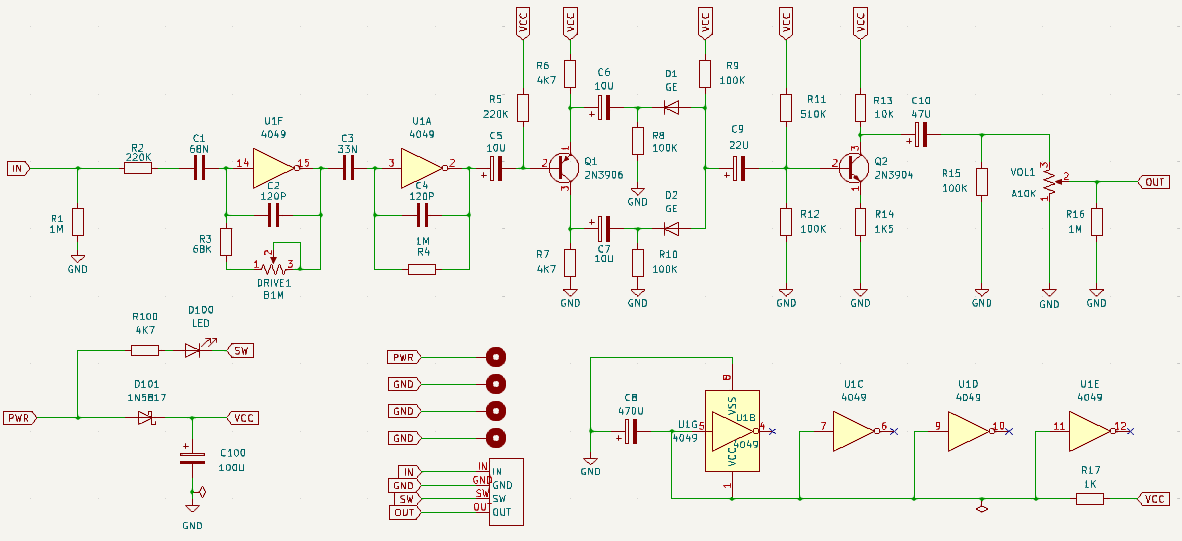 VCC
VCC
VCC
VCC
VCC
R6
4K7
C6
10U
D1
GE
R9
100K
R5
220K
R11
510K
R13
10K
C10
47U
U1F
4049
U1A
4049
C1
68N
C3
33N
C5
10U
R8
100K
C9
22U
R2
220K
IN
14
15
3
2
1
2
3
Q1
2N3906
GND
2
3
1
Q2
2N3904
R15
100K
VOL1
A10K
3
2
1
OUT
C2
120P
C4
120P
D2
GE
R1
1M
GND
R3
68K
1M
R4
R7
4K7
C7
10U
R10
100K
R12
100K
R14
1K5
R16
1M
1
2
3
DRIVE1
B1M
GND
GND
GND
GND
GND
GND
GND
R100
4K7
D100
LED
SW
PWR
GND
GND
GND
D101
1N5817
PWR
VCC
C100
100U
GND
IN
GND
SW
OUT
IN
GND
SW
OUT
IN
GND
SW
OUT
C8
470U
GND
8
VSS
U1G
4049
5
U1B
4049
4
VCC
1
U1C
4049
7
6
U1D
4049
9
10
U1E
4049
11
12
R17
1K
VCC